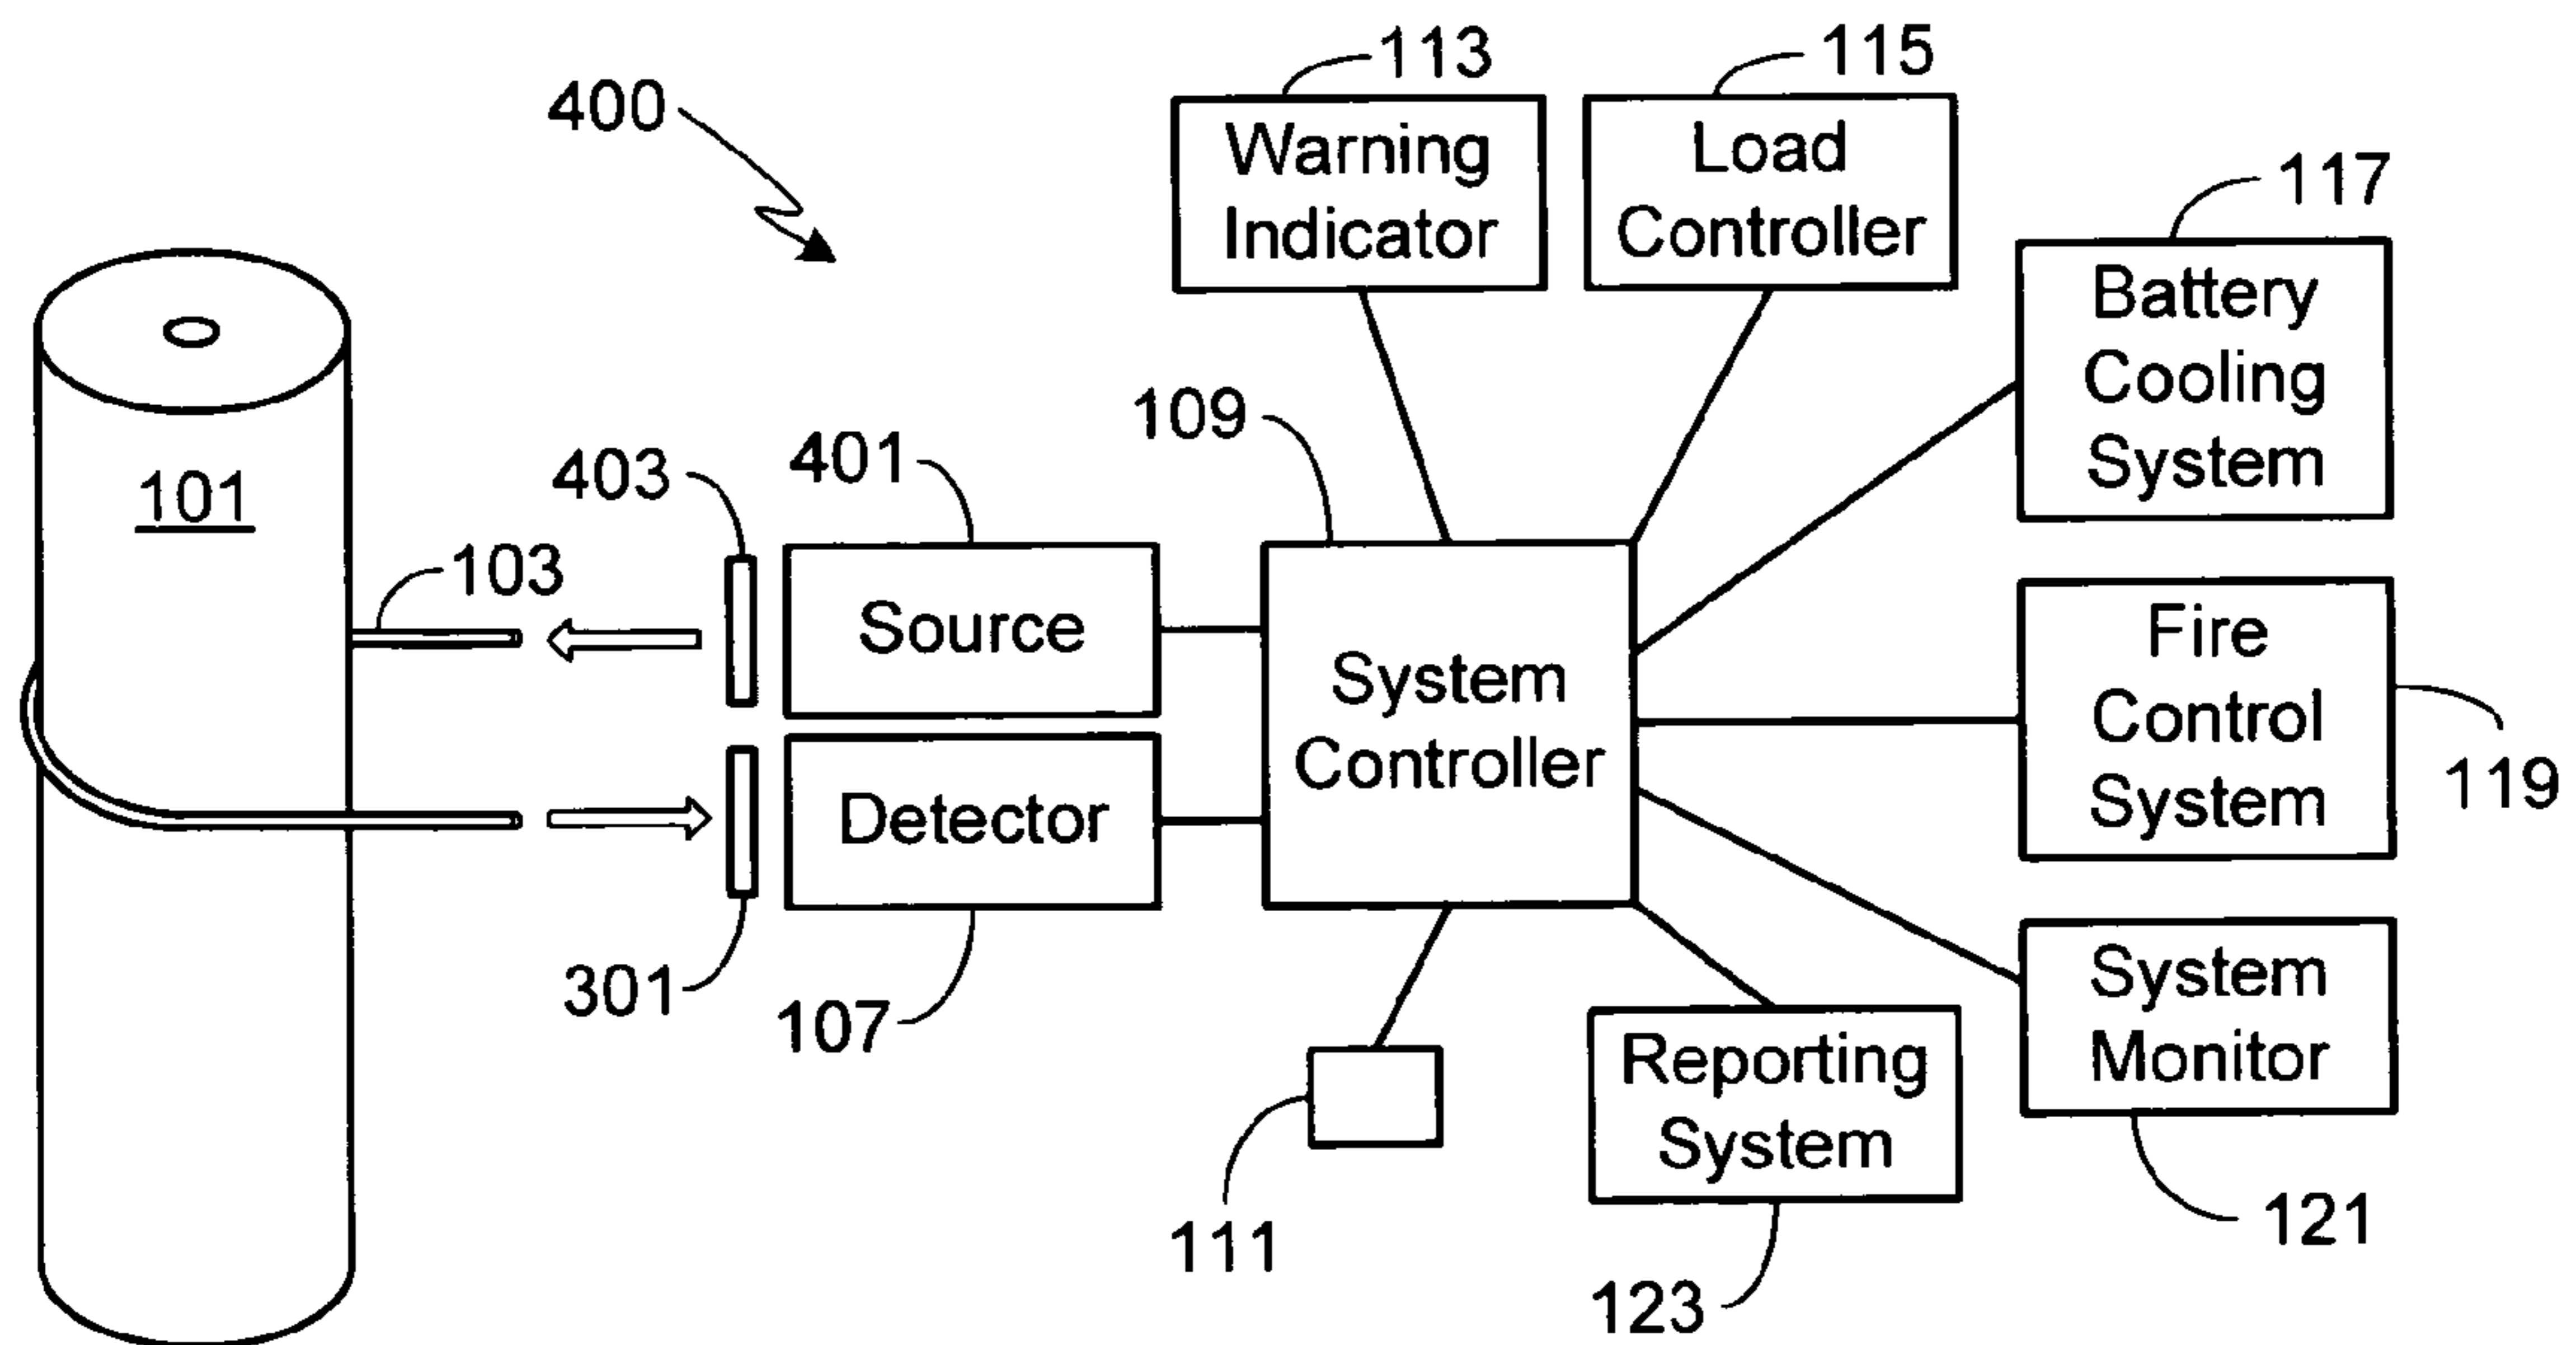 400
113
115
Warning
Indicator
Load
Controller
117
Battery
Cooling
System
109
401
403
101
103
Source
System
Controller
Fire
Control
System
119
Detector
301
107
System
Monitor
121
Reporting
System
123
111